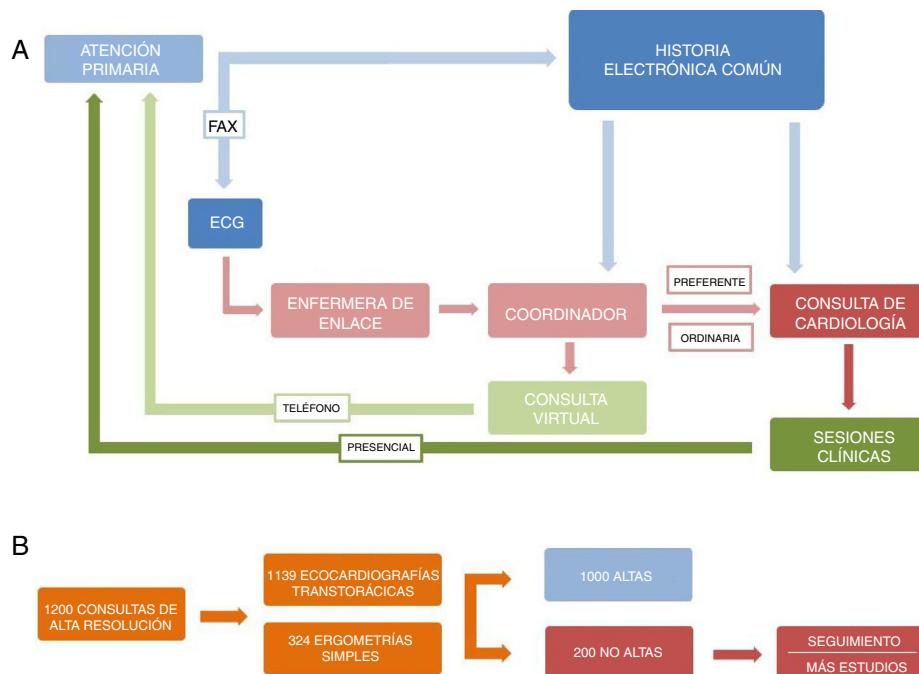 A
ATENCIÓN
PRIMARIA
HISTORIA
ELECTRÓNICA COMÚN
FAX
ECG
ENFERMERA DE
ENLACE
COORDINADOR
PREFERENTE
ORDINARIA
CONSULTA DE
CARDIOLOGÍA
CONSULTA
VIRTUAL
TELÉFONO
PRESENCIAL
SESIONES
CLÍNICAS
B
1200 CONSULTAS DE
ALTA RESOLUCIÓN
1139 ECOCARDIOGRAFÍAS
TRANSTORÁCICAS
324 ERGOMETRÍAS
SIMPLES
1000 ALTAS
200 NO ALTAS
SEGUIMIENTO
MÁS ESTUDIOS